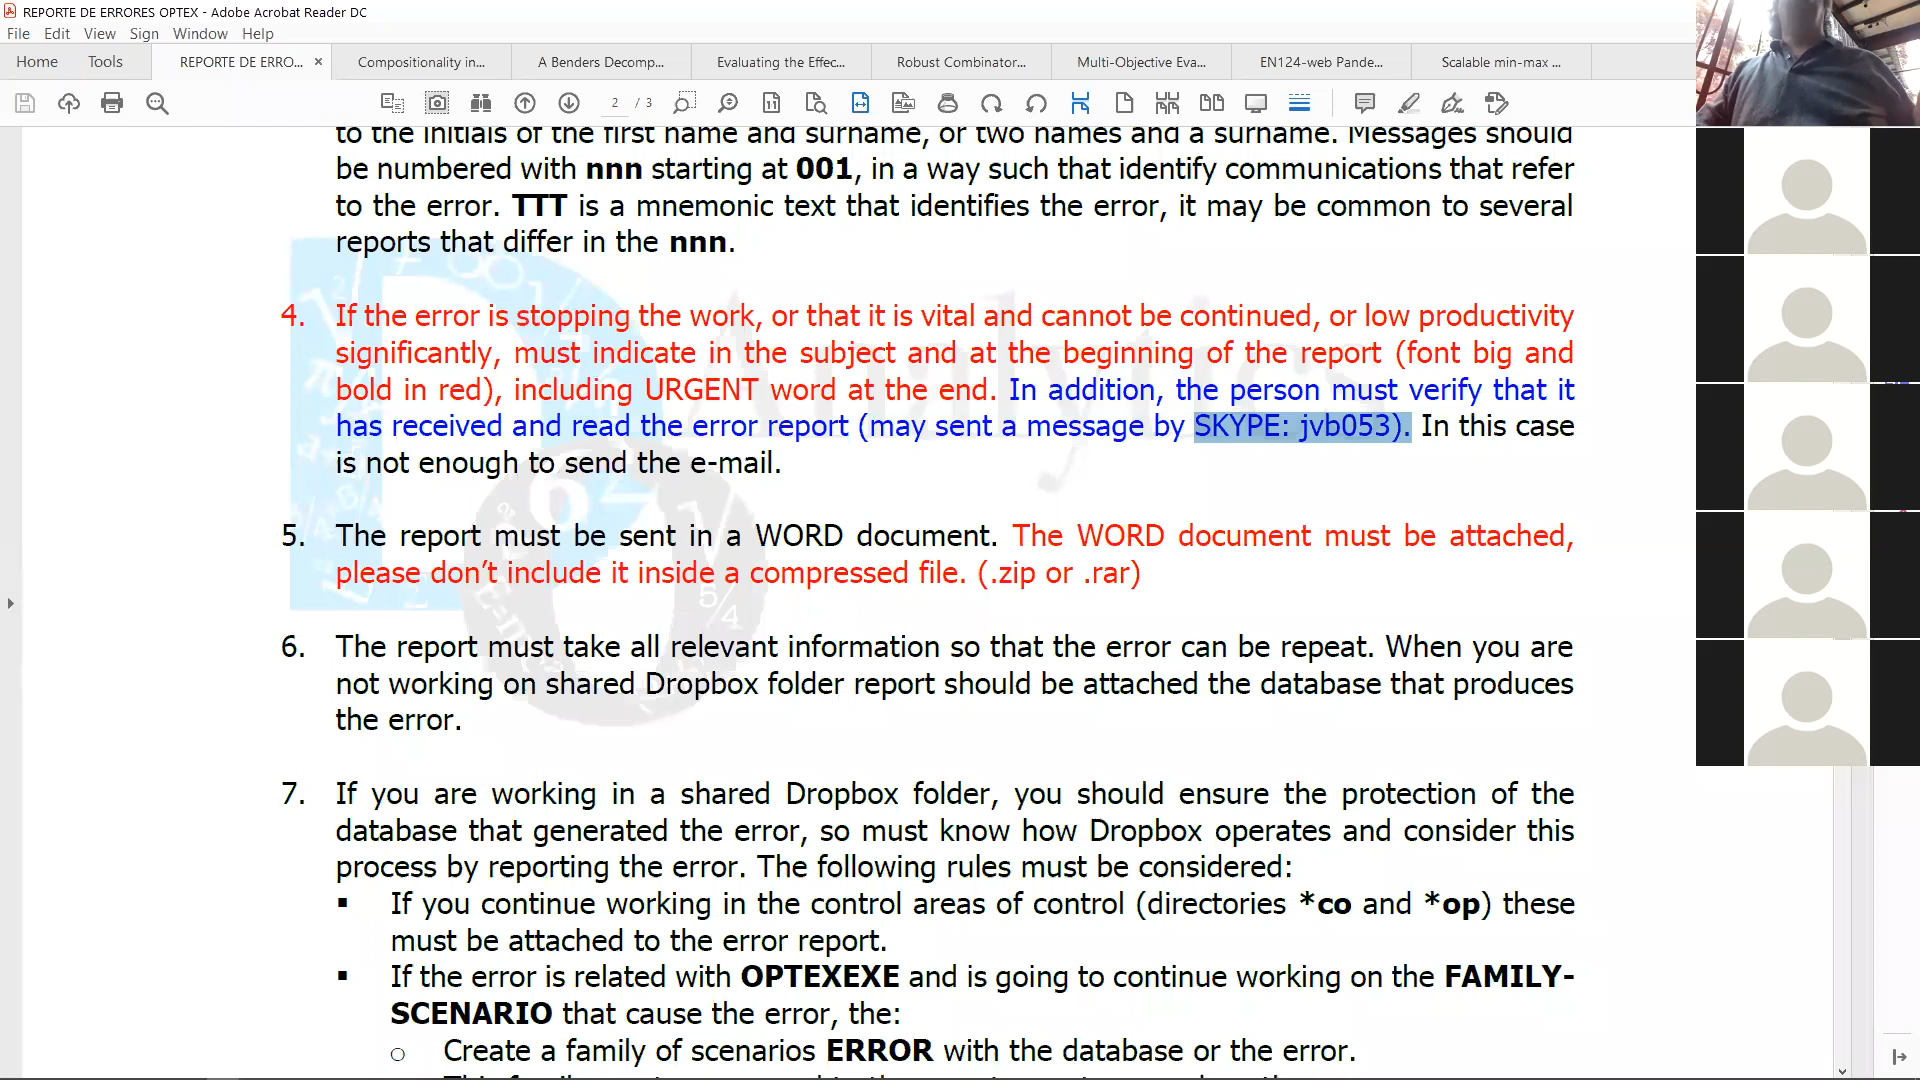 REPORTE DE ERRORES OPTEX - Adobe Acrobat Reader DC
File Edit View Sign Window Help
Home Tools REPORTE DE ERRO... × Compositionality in... A Benders Decomp... Evaluating the Effec... Robust Combinator... Multi-Objective Eva... EN124-web Pande... Scalable min-max ...
2 / 3
to the initials of the first name and surname, or two names and a surname. Messages should
be numbered with nnn starting at 001, in a way such that identify communications that refer
to the error. TTT is a mnemonic text that identifies the error, it may be common to several
reports that differ in the nnn.
4. If the error is stopping the work, or that it is vital and cannot be continued, or low productivity
significantly, must indicate in the subject and at the beginning of the report (font big and
bold in red), including URGENT word at the end. In addition, the person must verify that it
has received and read the error report (may sent a message by SKYPE: jvb053). In this case
is not enough to send the e-mail.
5. The report must be sent in a WORD document. The WORD document must be attached,
please don’t include it inside a compressed file. (.zip or .rar)
6. The report must take all relevant information so that the error can be repeat. When you are
not working on shared Dropbox folder report should be attached the database that produces
the error.
7. If you are working in a shared Dropbox folder, you should ensure the protection of the
database that generated the error, so must know how Dropbox operates and consider this
process by reporting the error. The following rules must be considered:
▪ If you continue working in the control areas of control (directories *co and *op) these
must be attached to the error report.
▪ If the error is related with OPTEXEXE and is going to continue working on the FAMILY-
SCENARIO that cause the error, the:
o Create a family of scenarios ERROR with the database or the error.